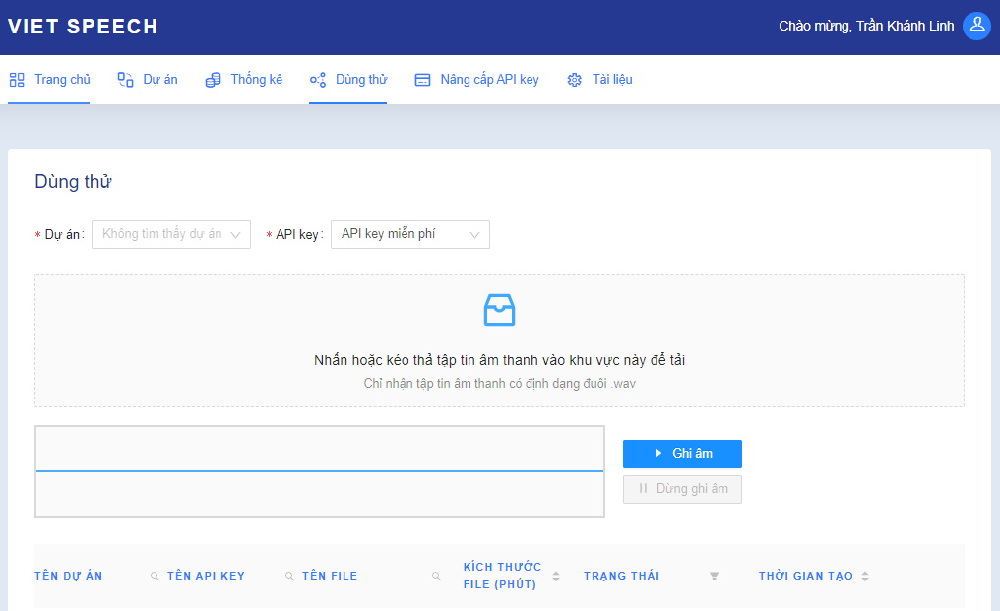 VIET SPEECH
Chào mừng, Trần Khánh Linh
Trang chủ
Dự án
Thống kê
Dùng thử
Nâng cấp API key
Tài liệu
Dùng thử
* Dự án: Không tìm thấy dự án
* API key: API key miễn phí
Nhấn hoặc kéo thả tập tin âm thanh vào khu vực này để tải
Chỉ nhận tập tin âm thanh có định dạng đuôi .wav
Ghi âm
Dừng ghi âm
TÊN DỰ ÁN
TÊN API KEY
TÊN FILE
KÍCH THƯỚC
FILE (PHÚT)
TRẠNG THÁI
THỜI GIAN TẠO